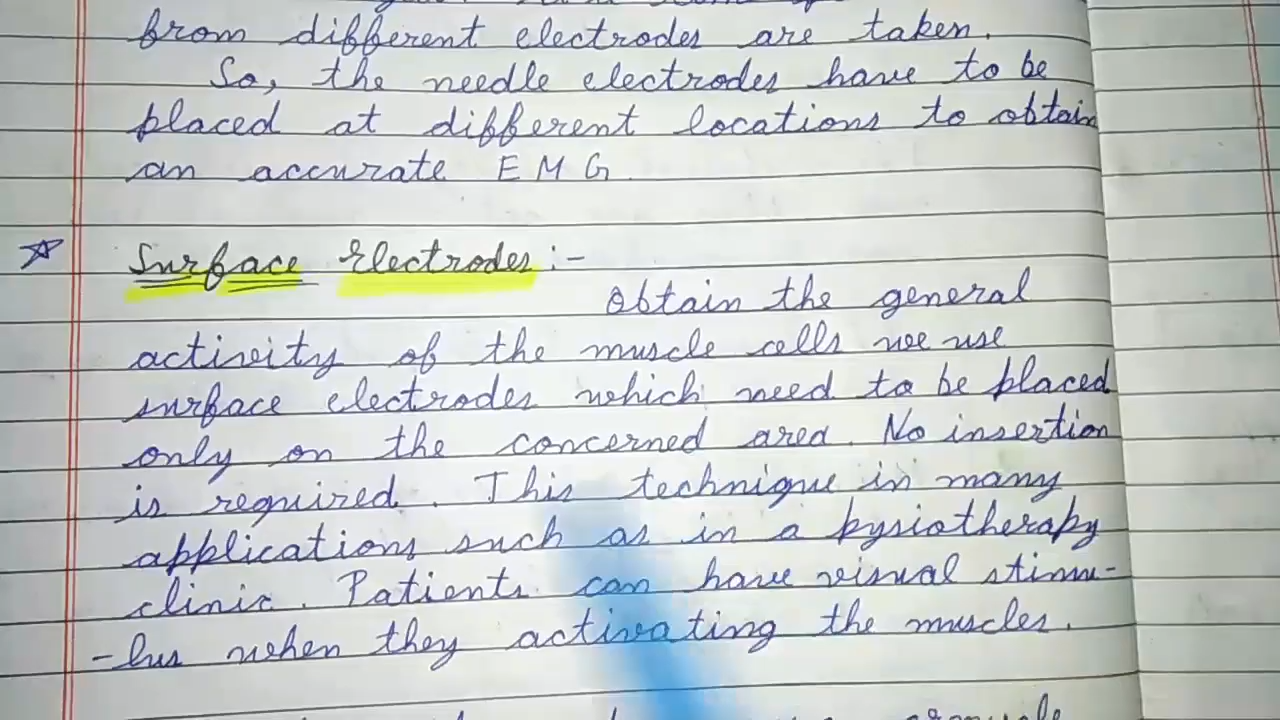 from different electrodes are taken.
So, the needle electrodes have to be
placed at different locations to obtain
an accurate EMG.
Surface Electrodes :-
Obtain the general
activity of the muscle cells we use
surface electrodes which need to be placed
only on the concerned area. No insertion
is required. This technique in many
applications such as in a pysiotherapy
clinic. Patients can have visual stimu-
-lus when they activating the muscles.